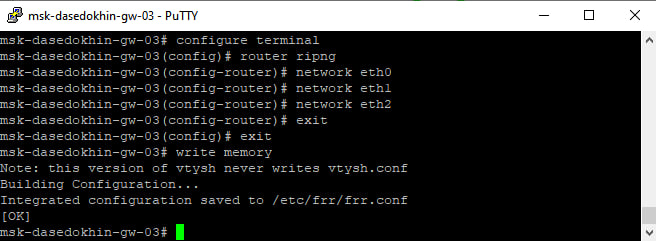 msk-dasedokhin-gw-03 - PuTTY
msk-dasedokhin-gw-03# configure terminal
msk-dasedokhin-gw-03(config)# router ripng
msk-dasedokhin-gw-03(config-router)# network eth0
msk-dasedokhin-gw-03(config-router)# network eth1
msk-dasedokhin-gw-03(config-router)# network eth2
msk-dasedokhin-gw-03(config-router)# exit
msk-dasedokhin-gw-03(config)# exit
msk-dasedokhin-gw-03# write memory
Note: this version of vtysh never writes vtysh.conf
Building Configuration...
Integrated configuration saved to /etc/frr/frr.conf
[OK]
msk-dasedokhin-gw-03#